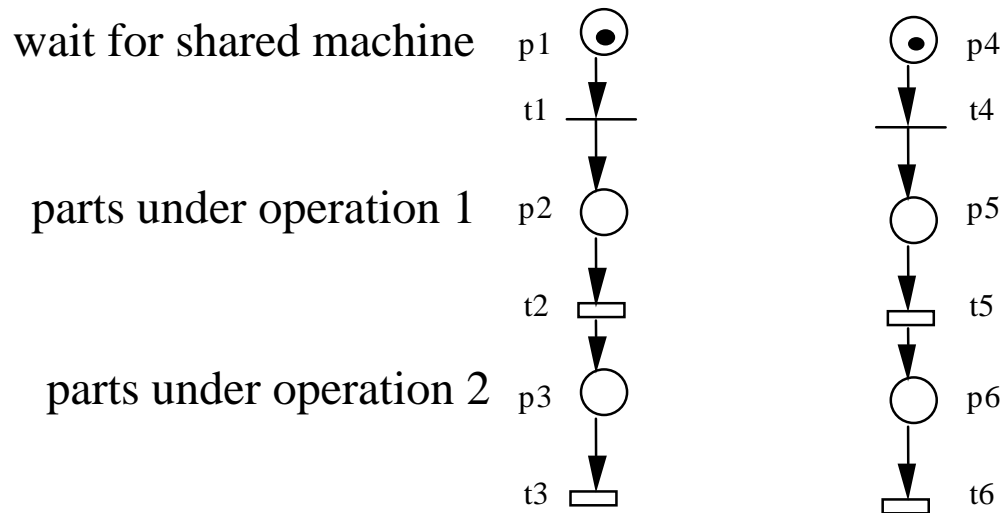 wait for shared machine p1 p4
t1 t4
parts under operation 1 p2 p5
t2 t5
parts under operation 2 p3 p6
t3 t6